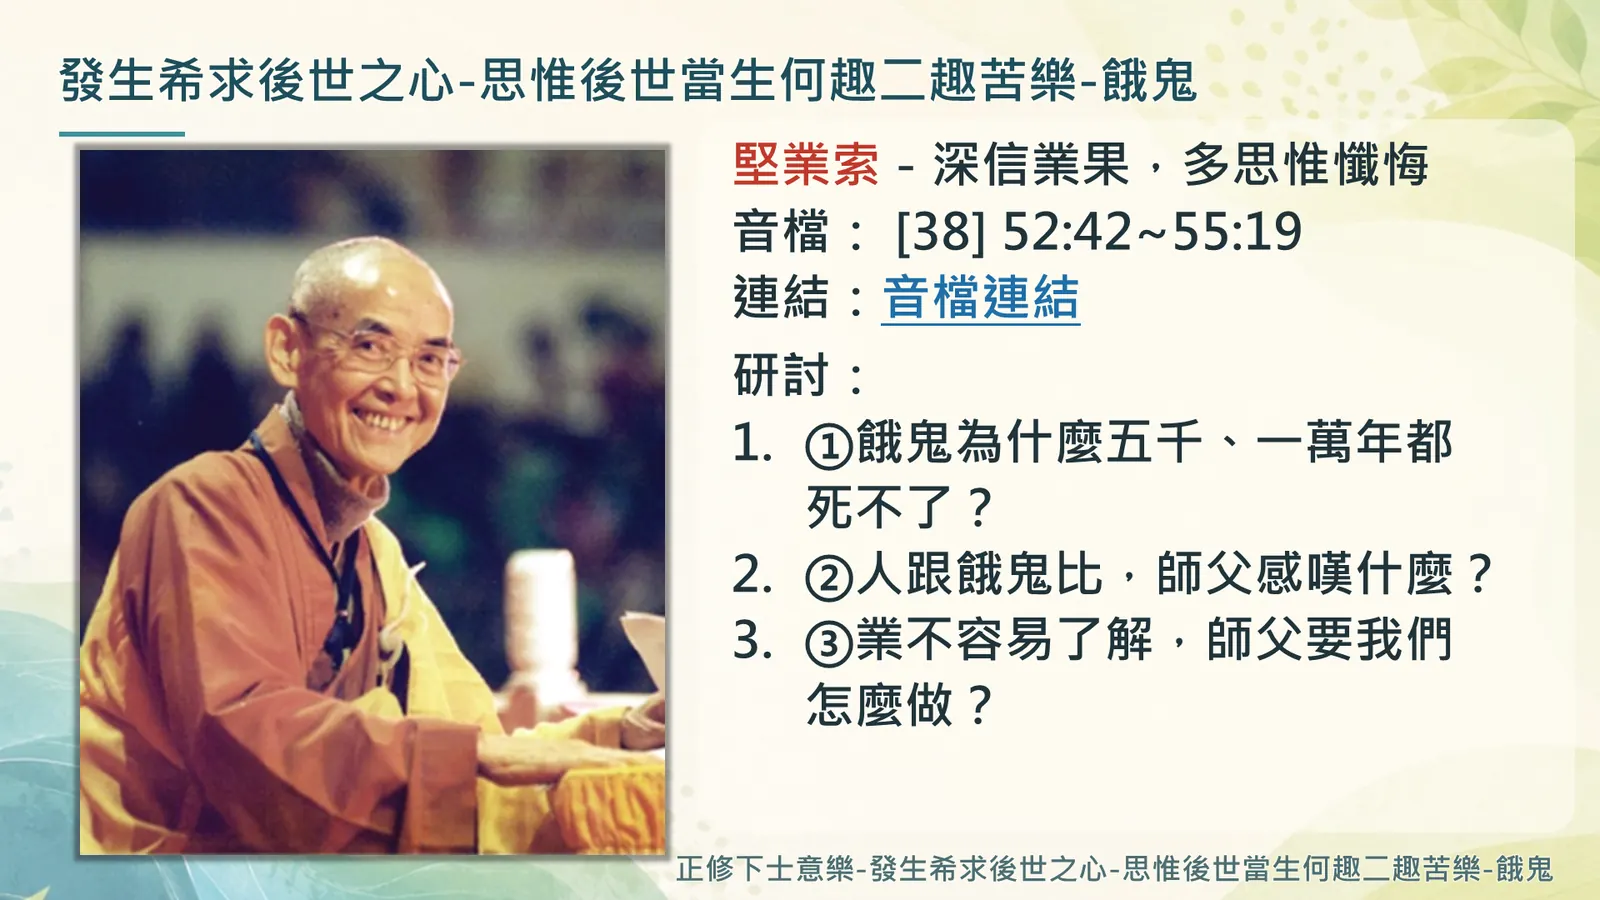 發生希求後世之心-思惟後世當生何趣二趣苦樂-餓鬼
堅業索 - 深信業果，多思惟懺悔
音檔： [38] 52:42~55:19
連結：音檔連結
研討：
1. ①餓鬼為什麼五千、一萬年都
死不了？
2. ②人跟餓鬼比，師父感嘆什麼？
3. ③業不容易了解，師父要我們
怎麼做？
正修下士意樂-發生希求後世之心-思惟後世當生何趣二趣苦樂-餓鬼